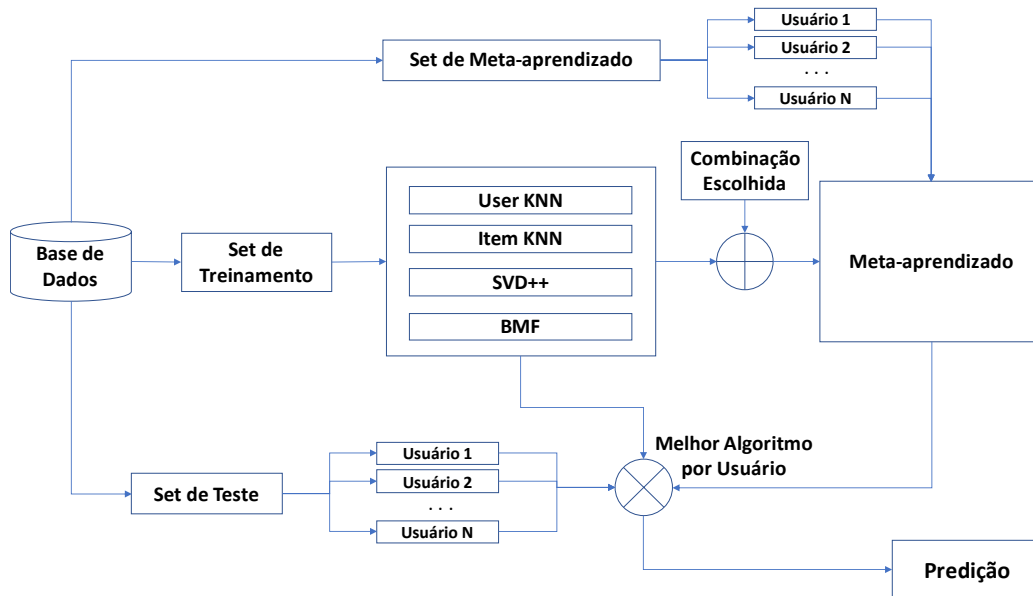 Usuário 1
Set de Meta-aprendizado
Usuário 2
. . .
Usuário N
Combinação
Escolhida
User KNN
Item KNN
SVD++
BMF
Base de
Dados
Set de
Treinamento
Meta-aprendizado
Melhor Algoritmo
por Usuário
Set de Teste
Usuário 1
Usuário 2
. . .
Usuário N
Predição